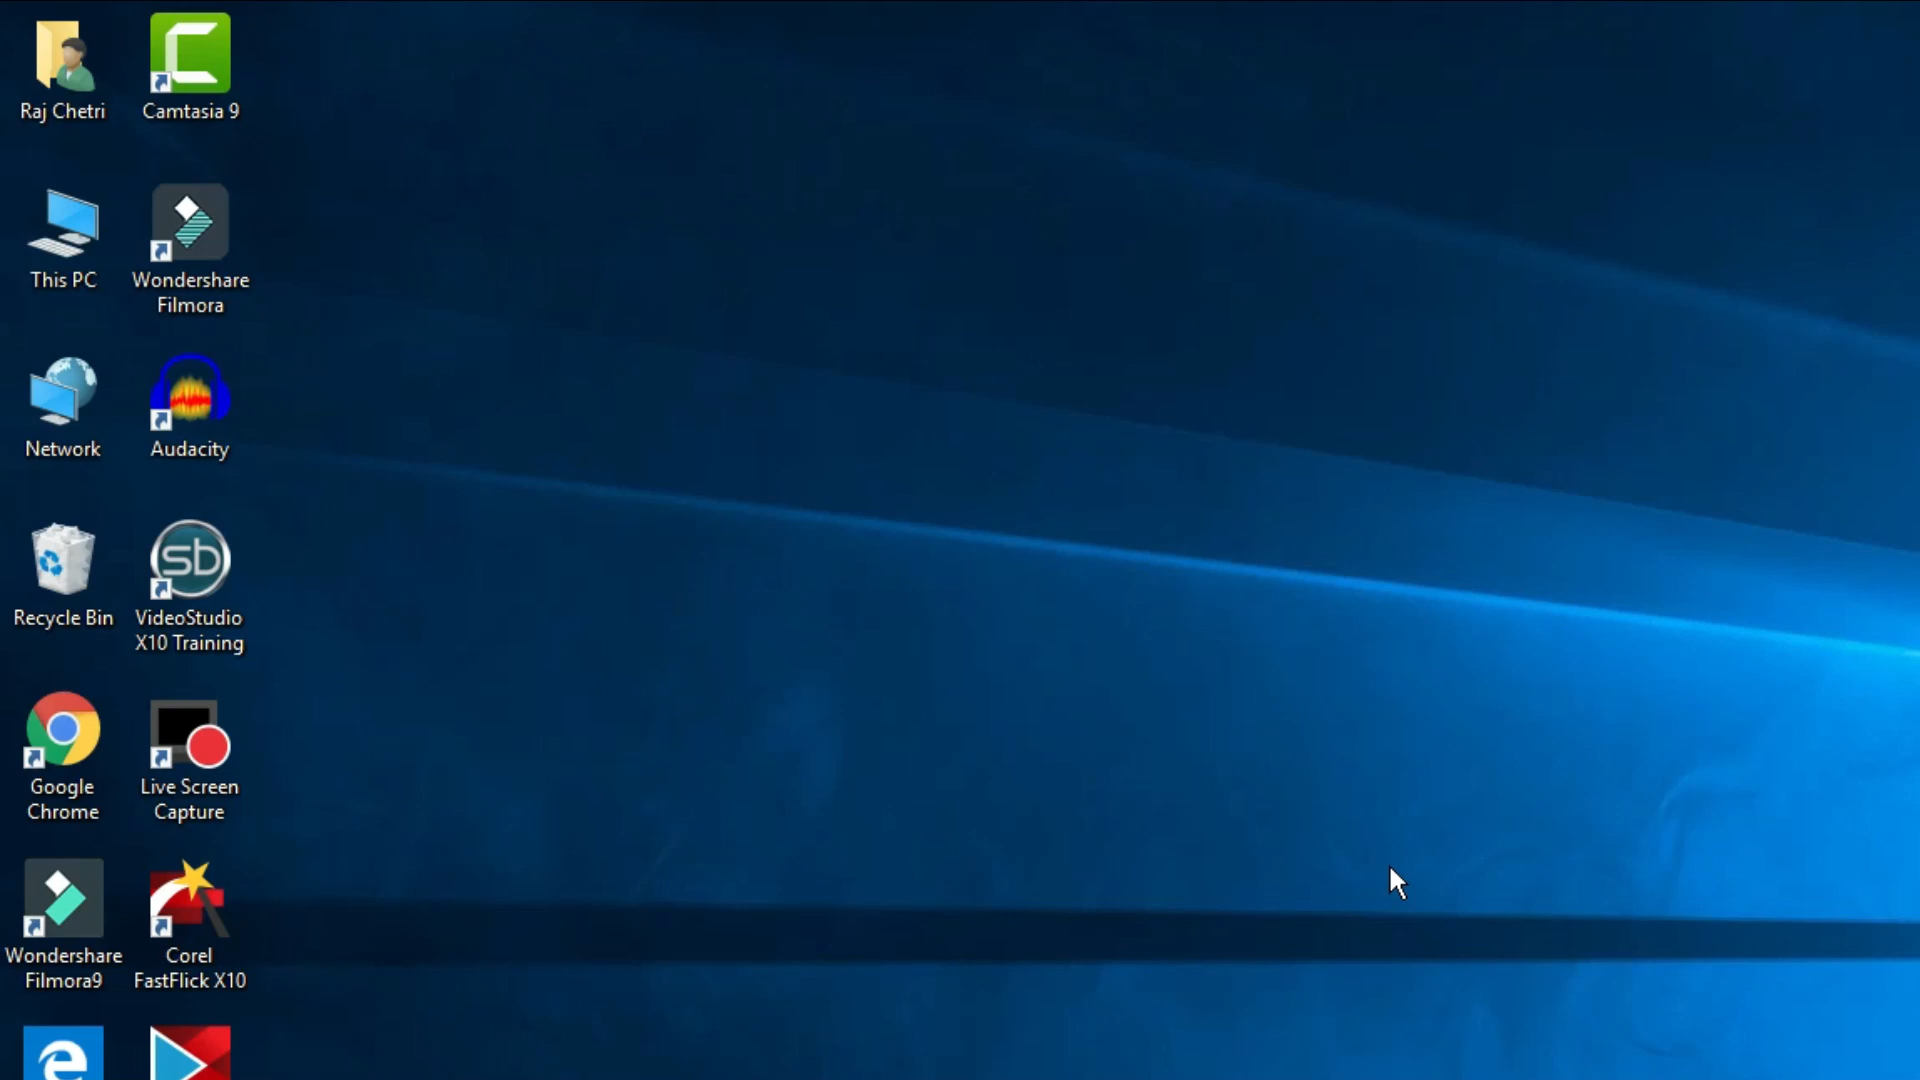 Raj Chetri
Camtasia 9
This PC
Wondershare
Filmora
Network
Audacity
sb
Recycle Bin
VideoStudio
X10 Training
Google
Chrome
Live Screen
Capture
Wondershare
Filmora9
Corel
FastFlick X10